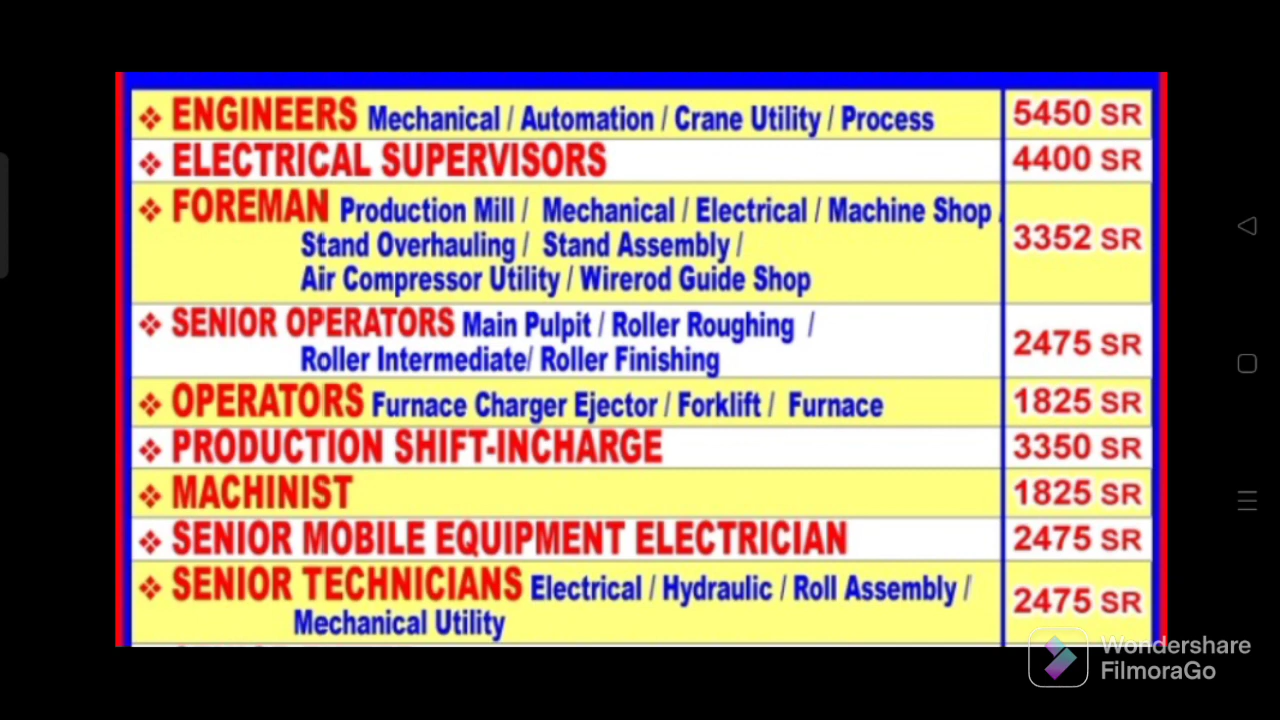 ❖ ENGINEERS Mechanical / Automation / Crane Utility / Process 5450 SR
❖ ELECTRICAL SUPERVISORS 4400 SR
❖ FOREMAN Production Mill / Mechanical / Electrical / Machine Shop /
Stand Overhauling / Stand Assembly / 3352 SR
Air Compressor Utility / Wirerod Guide Shop
❖ SENIOR OPERATORS Main Pulpit / Roller Roughing /
Roller Intermediate/ Roller Finishing 2475 SR
❖ OPERATORS Furnace Charger Ejector / Forklift / Furnace 1825 SR
❖ PRODUCTION SHIFT-INCHARGE 3350 SR
❖ MACHINIST 1825 SR
❖ SENIOR MOBILE EQUIPMENT ELECTRICIAN 2475 SR
❖ SENIOR TECHNICIANS Electrical / Hydraulic / Roll Assembly /
Mechanical Utility 2475 SR
Wondershare
FilmoraGo